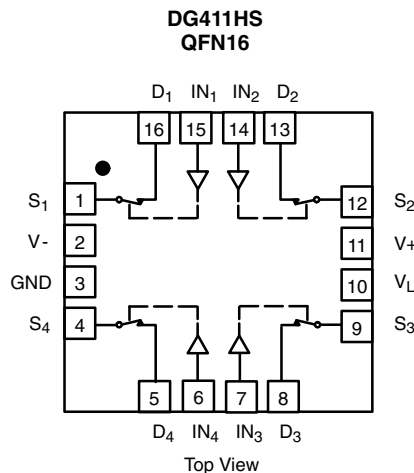 DG411HS
QFN16
D1 IN1 IN2 D2
16 15 14 13
S1 1 12 S2
V- 2 11 V+
GND 3 10 VL
S4 4 9 S3
5 6 7 8
D4 IN4 IN3 D3
Top View